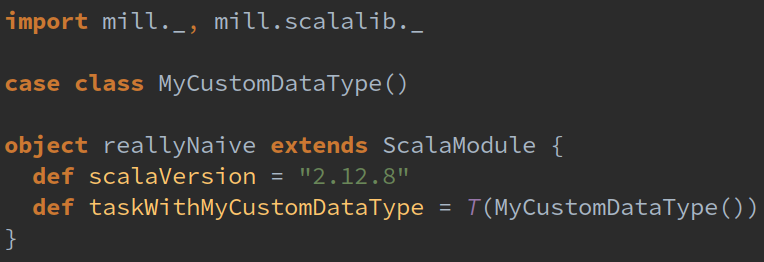 import mill._, mill.scalalib._
case class MyCustomDataType()
object reallyNaive extends ScalaModule {
def scalaVersion = "2.12.8"
def taskWithMyCustomDataType = T(MyCustomDataType())
}